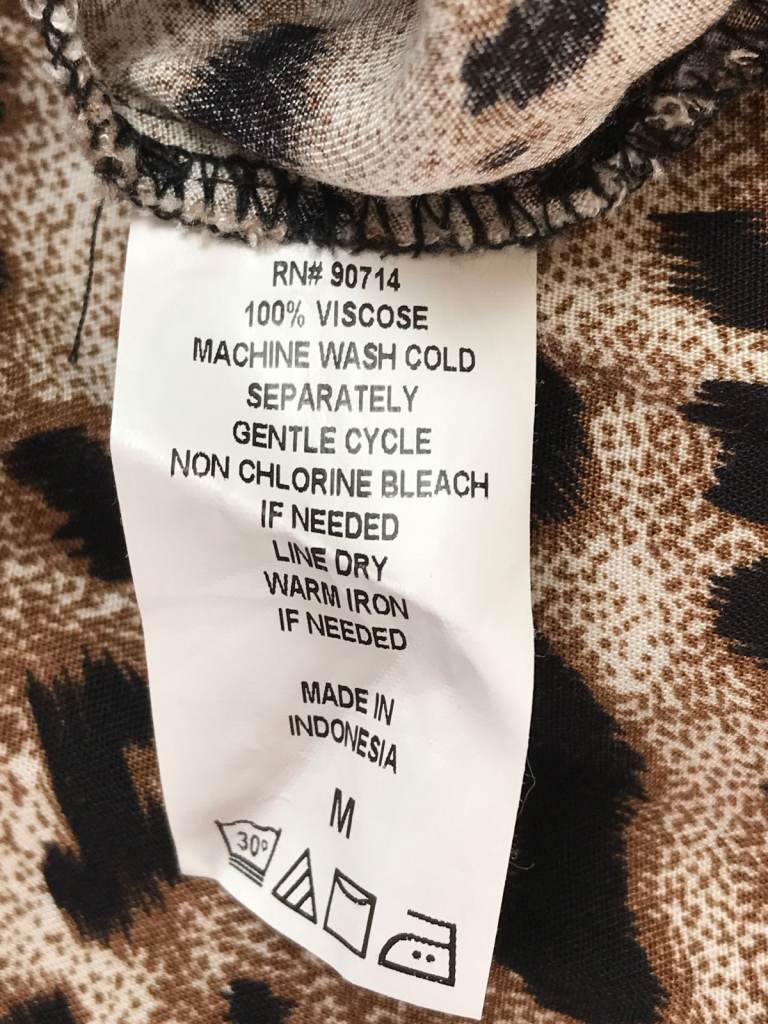 RN# 90714
100% VISCOSE
MACHINE WASH COLD
SEPARATELY
GENTLE CYCLE
NON CHLORINE BLEACH
IF NEEDED
LINE DRY
WARM IRON
IF NEEDED
MADE IN
INDONESIA
M
30°